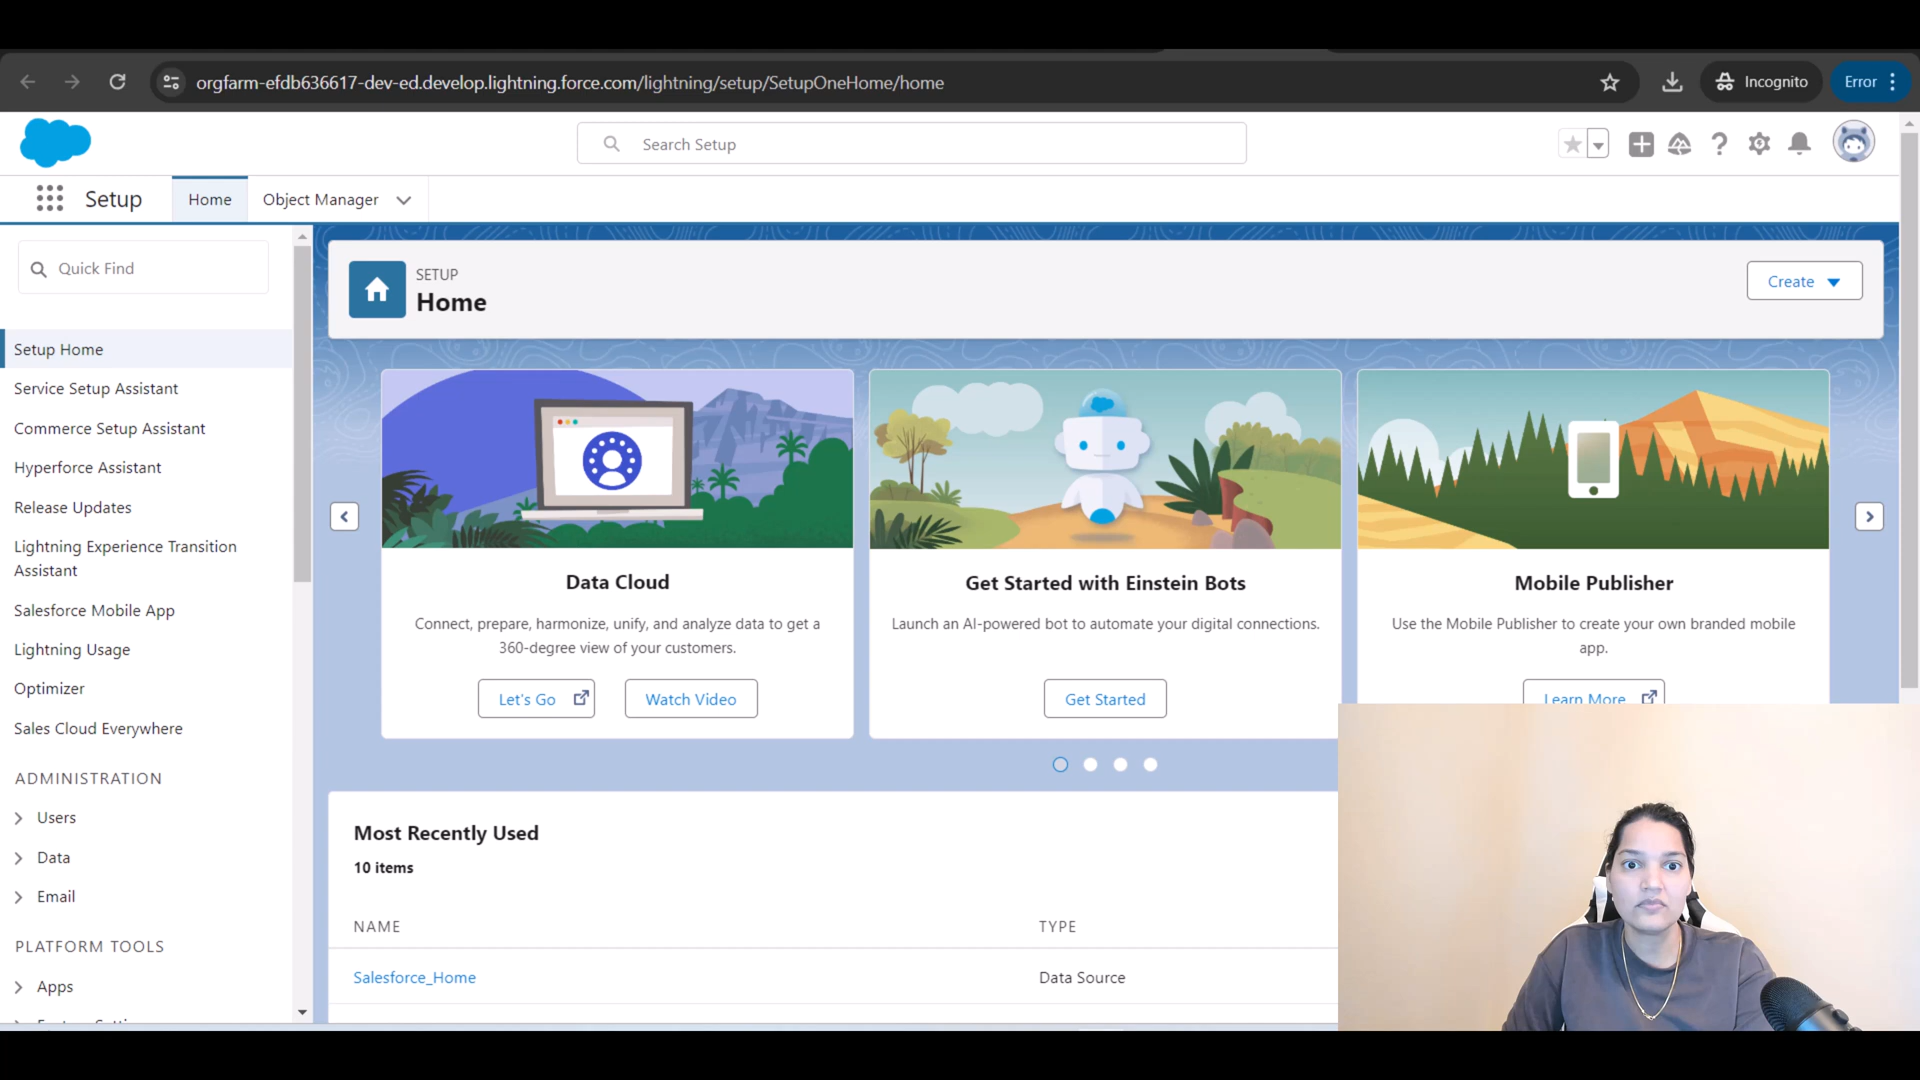 orgfarm-efdb636617-dev-ed.develop.lightning.force.com/lightning/setup/SetupOneHome/home
Incognito
Error
Search Setup
Setup
Home
Object Manager
Quick Find
SETUP
Home
Create
Setup Home
Service Setup Assistant
Commerce Setup Assistant
Hyperforce Assistant
Release Updates
Lightning Experience Transition
Assistant
Salesforce Mobile App
Lightning Usage
Optimizer
Sales Cloud Everywhere
ADMINISTRATION
Users
Data
Email
PLATFORM TOOLS
Apps
Data Cloud
Connect, prepare, harmonize, unify, and analyze data to get a
360-degree view of your customers.
Let's Go
Watch Video
Get Started with Einstein Bots
Launch an AI-powered bot to automate your digital connections.
Get Started
Mobile Publisher
Use the Mobile Publisher to create your own branded mobile
app.
Learn More
Most Recently Used
10 items
NAME
TYPE
Salesforce_Home
Data Source